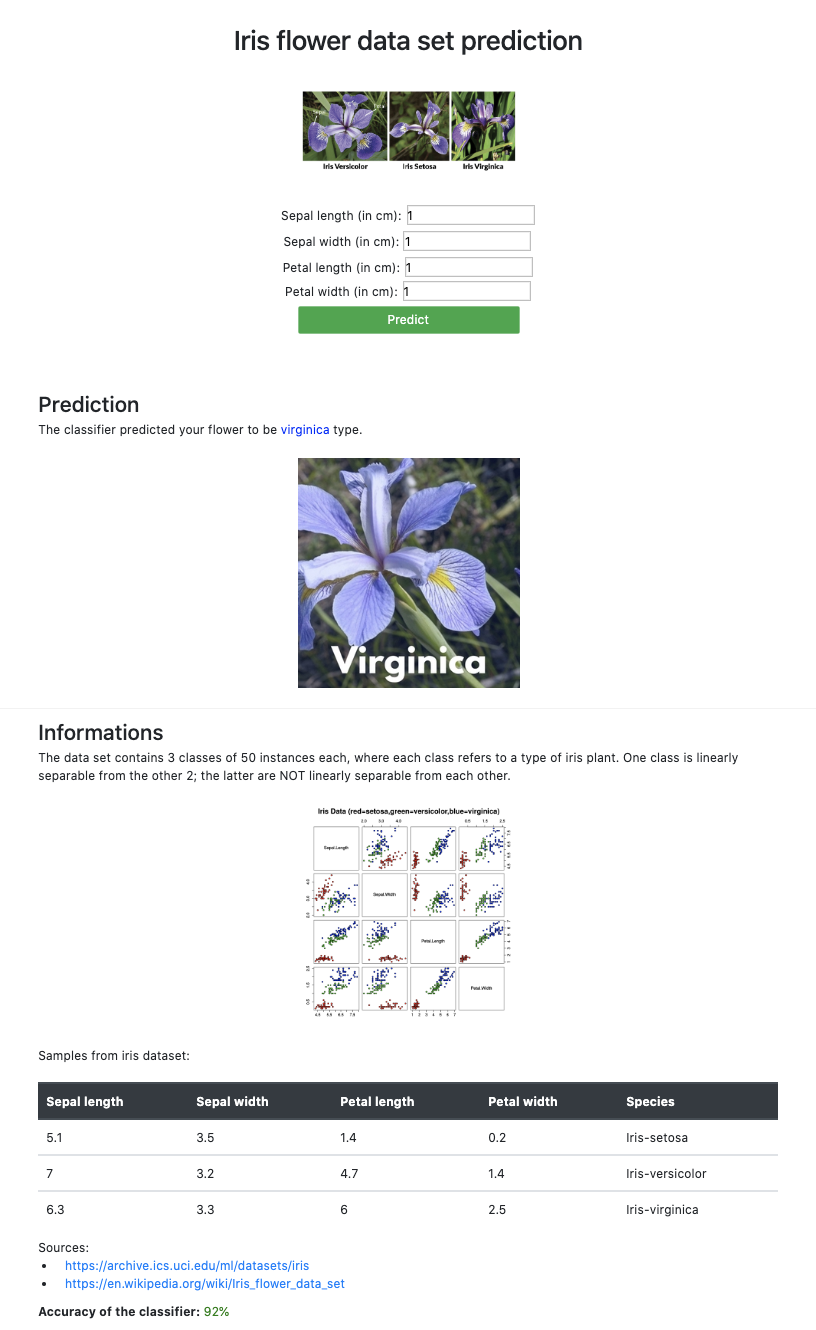 Iris flower data set prediction
Iris Versicolor Iris Setosa Iris Virginica
Sepal length (in cm): 1
Sepal width (in cm): 1
Petal length (in cm): 1
Petal width (in cm): 1
Predict
Prediction
The classifier predicted your flower to be virginica type.
Virginica
Informations
The data set contains 3 classes of 50 instances each, where each class refers to a type of iris plant. One class is linearly
separable from the other 2; the latter are NOT linearly separable from each other.
Iris Data (red=setosa,green=versicolor,blue=virginica)
Sepal.Length
Sepal.Width
Petal.Length
Petal.Width
Samples from iris dataset:
Sepal length Sepal width Petal length Petal width Species
5.1 3.5 1.4 0.2 Iris-setosa
7 3.2 4.7 1.4 Iris-versicolor
6.3 3.3 6 2.5 Iris-virginica
Sources:
• https://archive.ics.uci.edu/ml/datasets/iris
• https://en.wikipedia.org/wiki/Iris_flower_data_set
Accuracy of the classifier: 92%